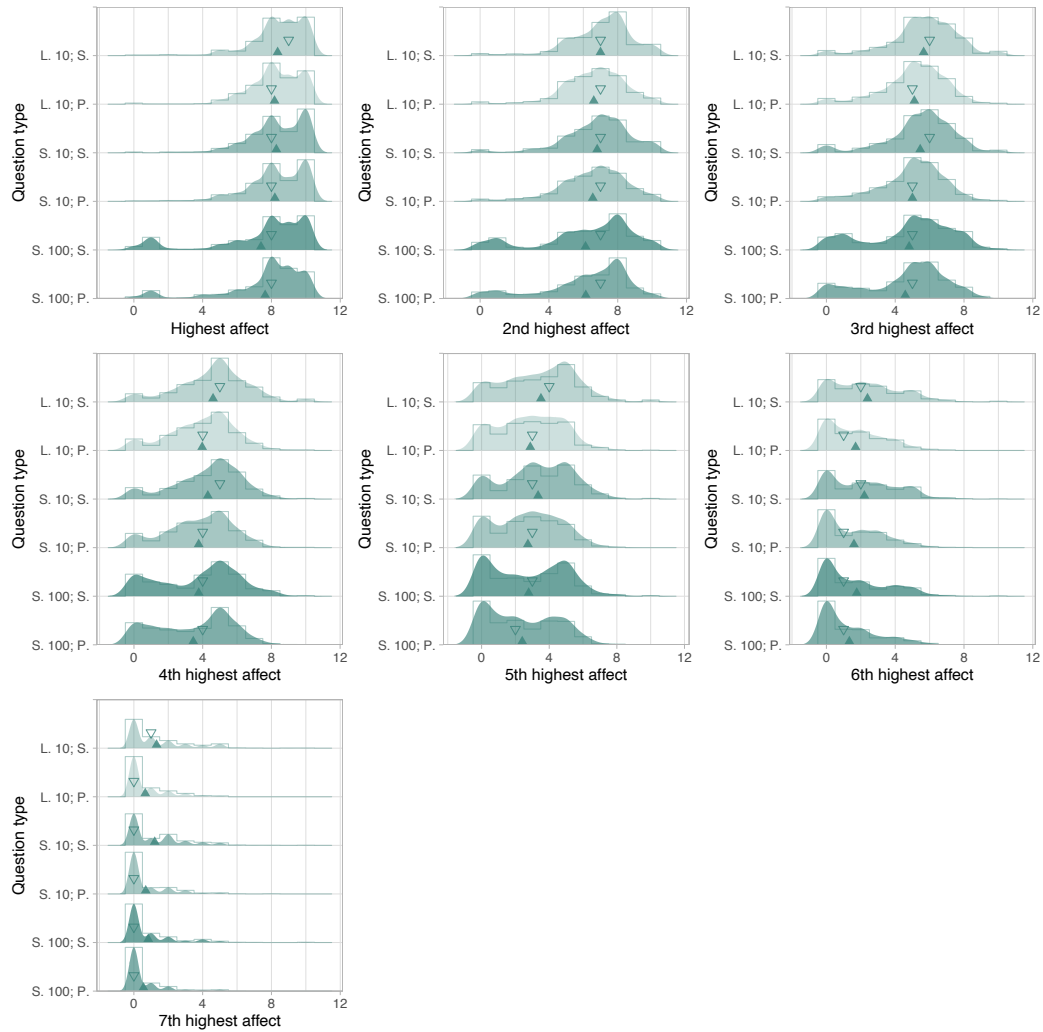 Question type
L. 10; S.
L. 10; P.
S. 10; S.
S. 10; P.
S. 100; S.
S. 100; P.
0 4 8 12
Highest affect
Question type
L. 10; S.
L. 10; P.
S. 10; S.
S. 10; P.
S. 100; S.
S. 100; P.
0 4 8 12
2nd highest affect
Question type
L. 10; S.
L. 10; P.
S. 10; S.
S. 10; P.
S. 100; S.
S. 100; P.
0 4 8 12
3rd highest affect
Question type
L. 10; S.
L. 10; P.
S. 10; S.
S. 10; P.
S. 100; S.
S. 100; P.
0 4 8 12
4th highest affect
Question type
L. 10; S.
L. 10; P.
S. 10; S.
S. 10; P.
S. 100; S.
S. 100; P.
0 4 8 12
5th highest affect
Question type
L. 10; S.
L. 10; P.
S. 10; S.
S. 10; P.
S. 100; S.
S. 100; P.
0 4 8 12
6th highest affect
Question type
L. 10; S.
L. 10; P.
S. 10; S.
S. 10; P.
S. 100; S.
S. 100; P.
0 4 8 12
7th highest affect